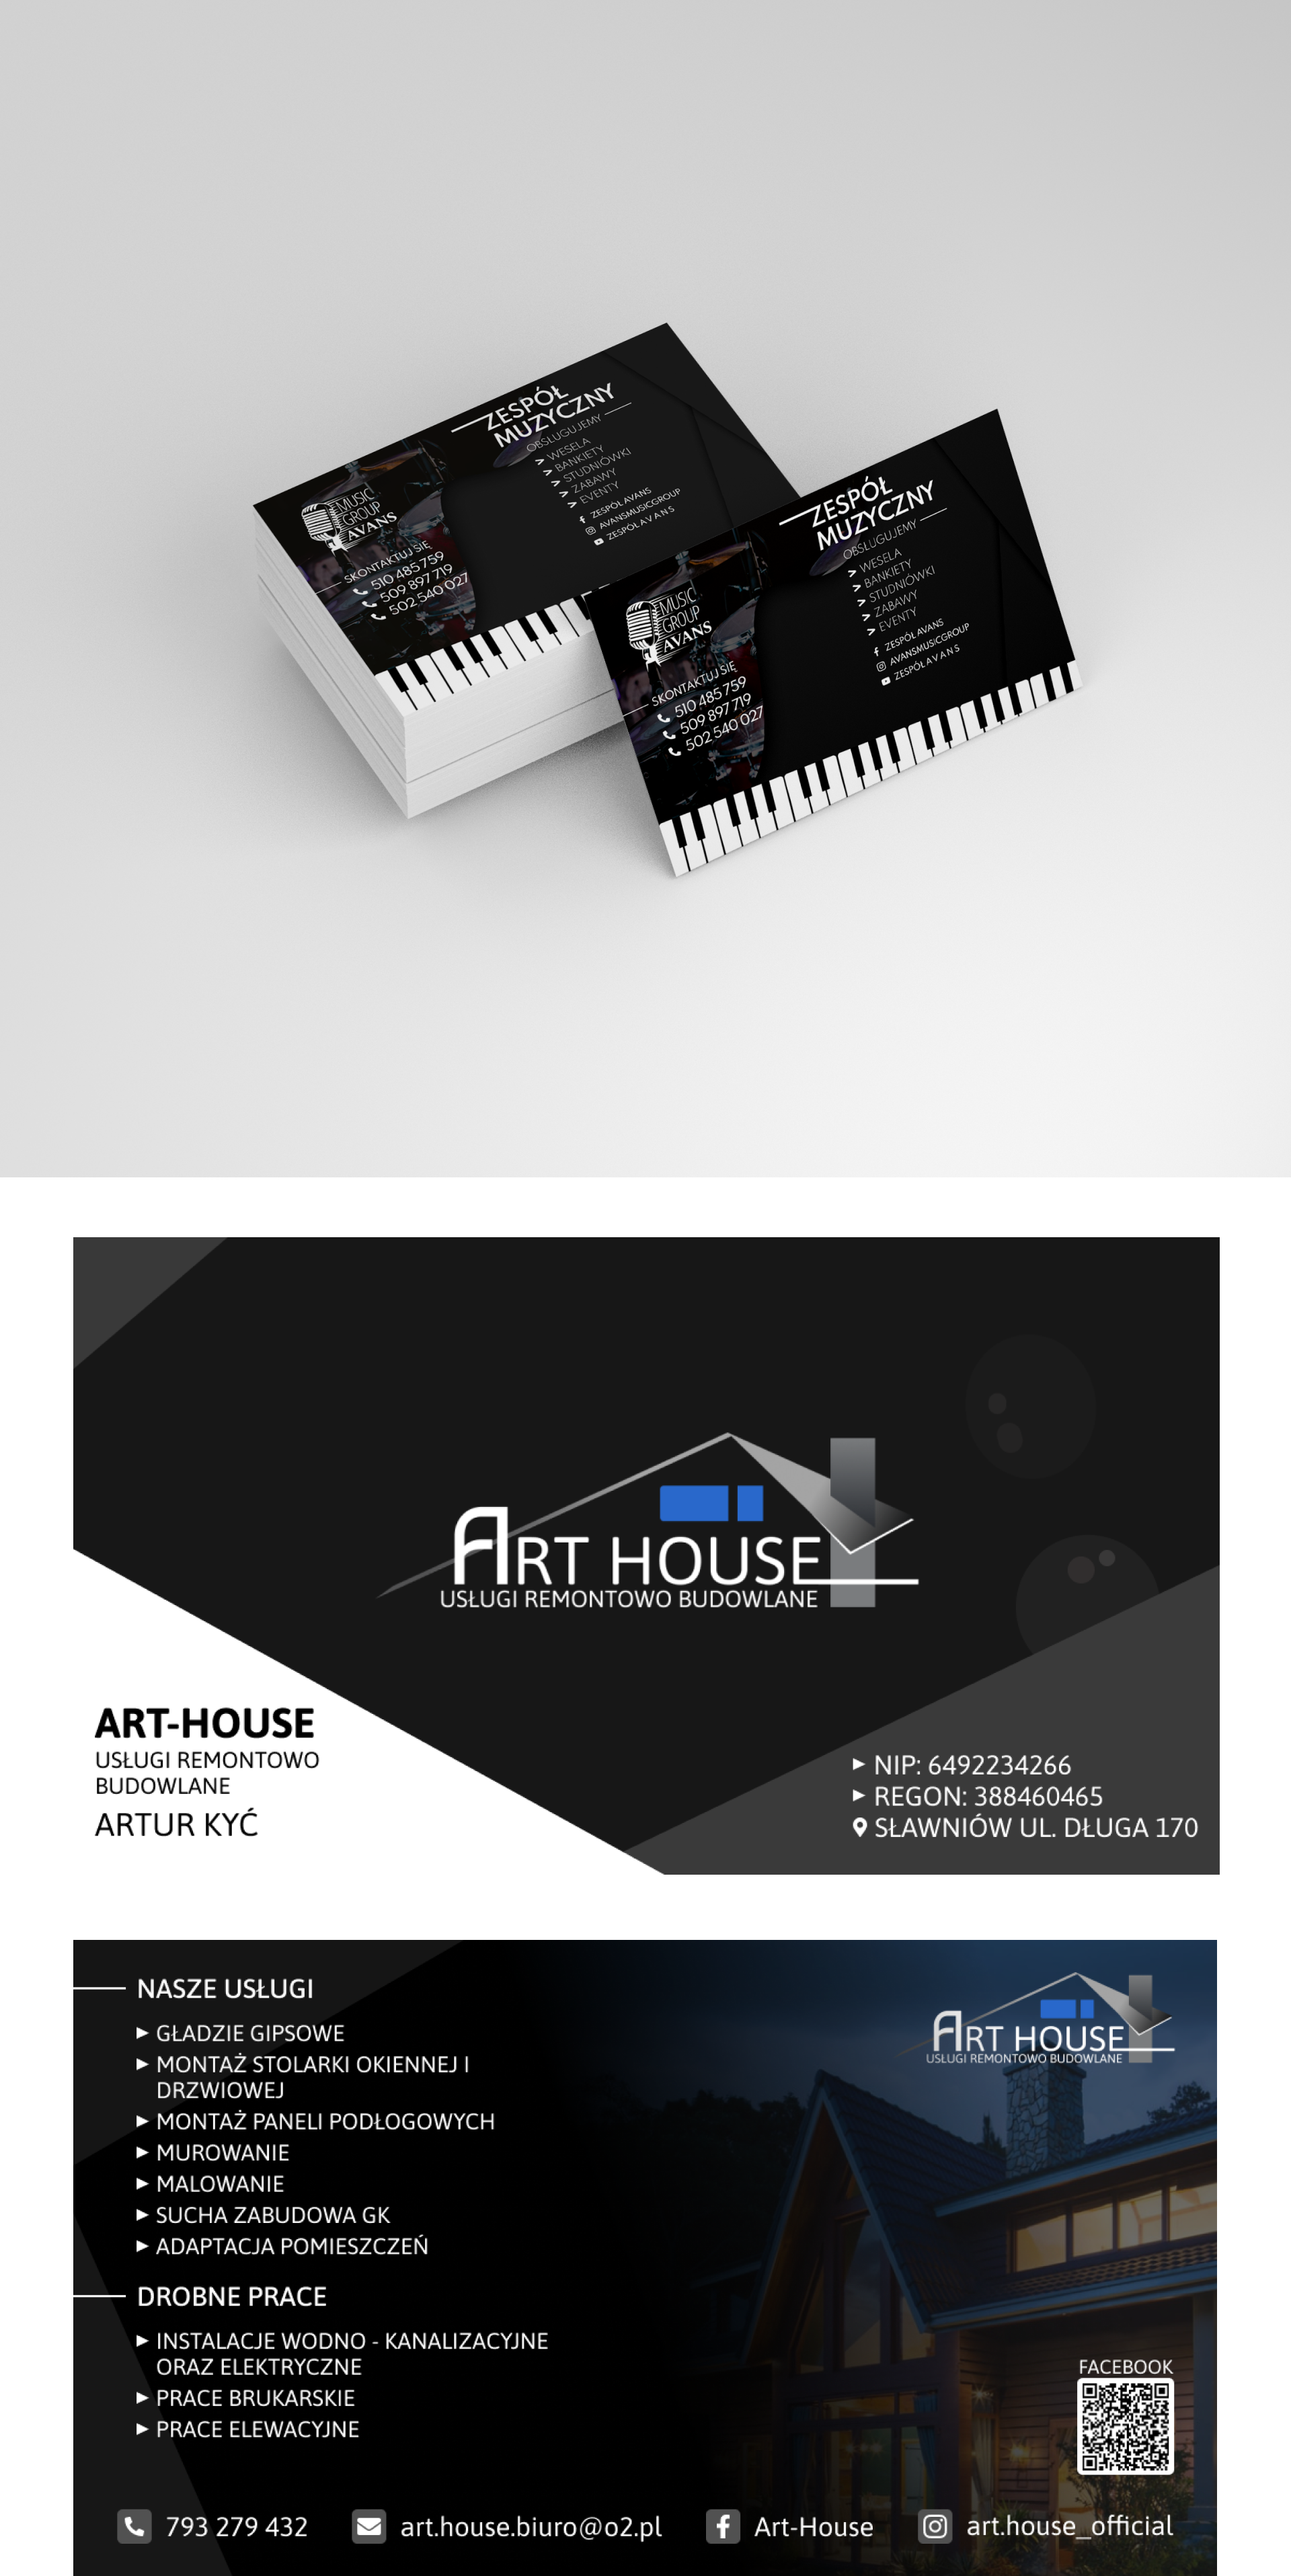 ZESPÓŁ
MUZYCZNY
OBSŁUGUJEMY
> WESELA
> BANKIETY
> STUDNIÓWKI
> ZABAWY
> EVENTY
ZESPÓŁ AVANS
AVANSMUSICGROUP
ZESPÓŁ AVANS
MUSIC
GROUP
AVANS
SKONTAKTUJ SIĘ
510 485 759
509 897 719
502 540 027
ZESPÓŁ
MUZYCZNY
OBSŁUGUJEMY
> WESELA
> BANKIETY
> STUDNIÓWKI
> ZABAWY
> EVENTY
ZESPÓŁ AVANS
AVANSMUSICGROUP
ZESPÓŁ AVANS
MUSIC
GROUP
AVANS
SKONTAKTUJ SIĘ
510 485 759
509 897 719
502 540 027
ART HOUSE
USŁUGI REMONTOWO BUDOWLANE
ART-HOUSE
USŁUGI REMONTOWO
BUDOWLANE
ARTUR KYĆ
NIP: 6492234266
REGON: 388460465
SŁAWNIÓW UL. DŁUGA 170
NASZE USŁUGI
GŁADZIE GIPSOWE
MONTAŻ STOLARKI OKIENNEJ I
DRZWIOWEJ
MONTAŻ PANELI PODŁOGOWYCH
MUROWANIE
MALOWANIE
SUCHA ZABUDOWA GK
ADAPTACJA POMIESZCZEŃ
DROBNE PRACE
INSTALACJE WODNO - KANALIZACYJNE
ORAZ ELEKTRYCZNE
PRACE BRUKARSKIE
PRACE ELEWACYJNE
ART HOUSE
USŁUGI REMONTOWO BUDOWLANE
FACEBOOK
793 279 432
art.house.biuro@o2.pl
Art-House
art.house_official